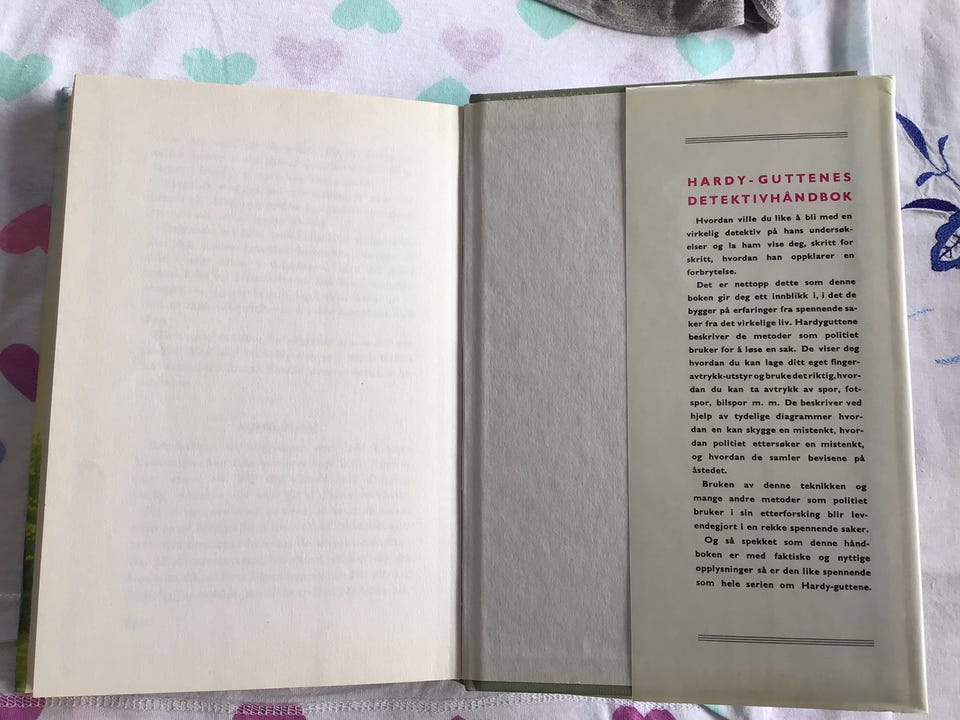 HARDY-GUTTENES
DETEKTIVHÅNDBOK
Hvordan ville du like å bli med en
virkelig detektiv på hans undersøk-
elser og la ham vise deg, skritt for
skritt, hvordan han oppklarer en
forbrytelse.
Det er nettopp dette som denne
boken gir deg ett innblikk i, i det de
bygger på erfaringer fra spennende sa-
ker fra det virkelige liv. Hardyguttene
beskriver de metoder som politiet
bruker for å løse en sak. De viser deg
hvordan du kan lage ditt eget finger-
avtrykk-utstyr og bruke det riktig, hvor-
dan du kan ta avtrykk av spor, fot-
spor, bilspor m. m. De beskriver ved
hjelp av tydelige diagrammer hvor-
dan en kan skygge en mistenkt, hvor-
dan politiet ettersøker en mistenkt,
og hvordan de samler bevisene på
åstedet.
Bruken av denne teknikken og
mange andre metoder som politiet
bruker i sin etterforsking blir lev-
endegjort i en rekke spennende saker.
Og så spekket som denne hånd-
boken er med faktiske og nyttige
opplysninger så er den like spennende
som hele serien om Hardy-guttene.